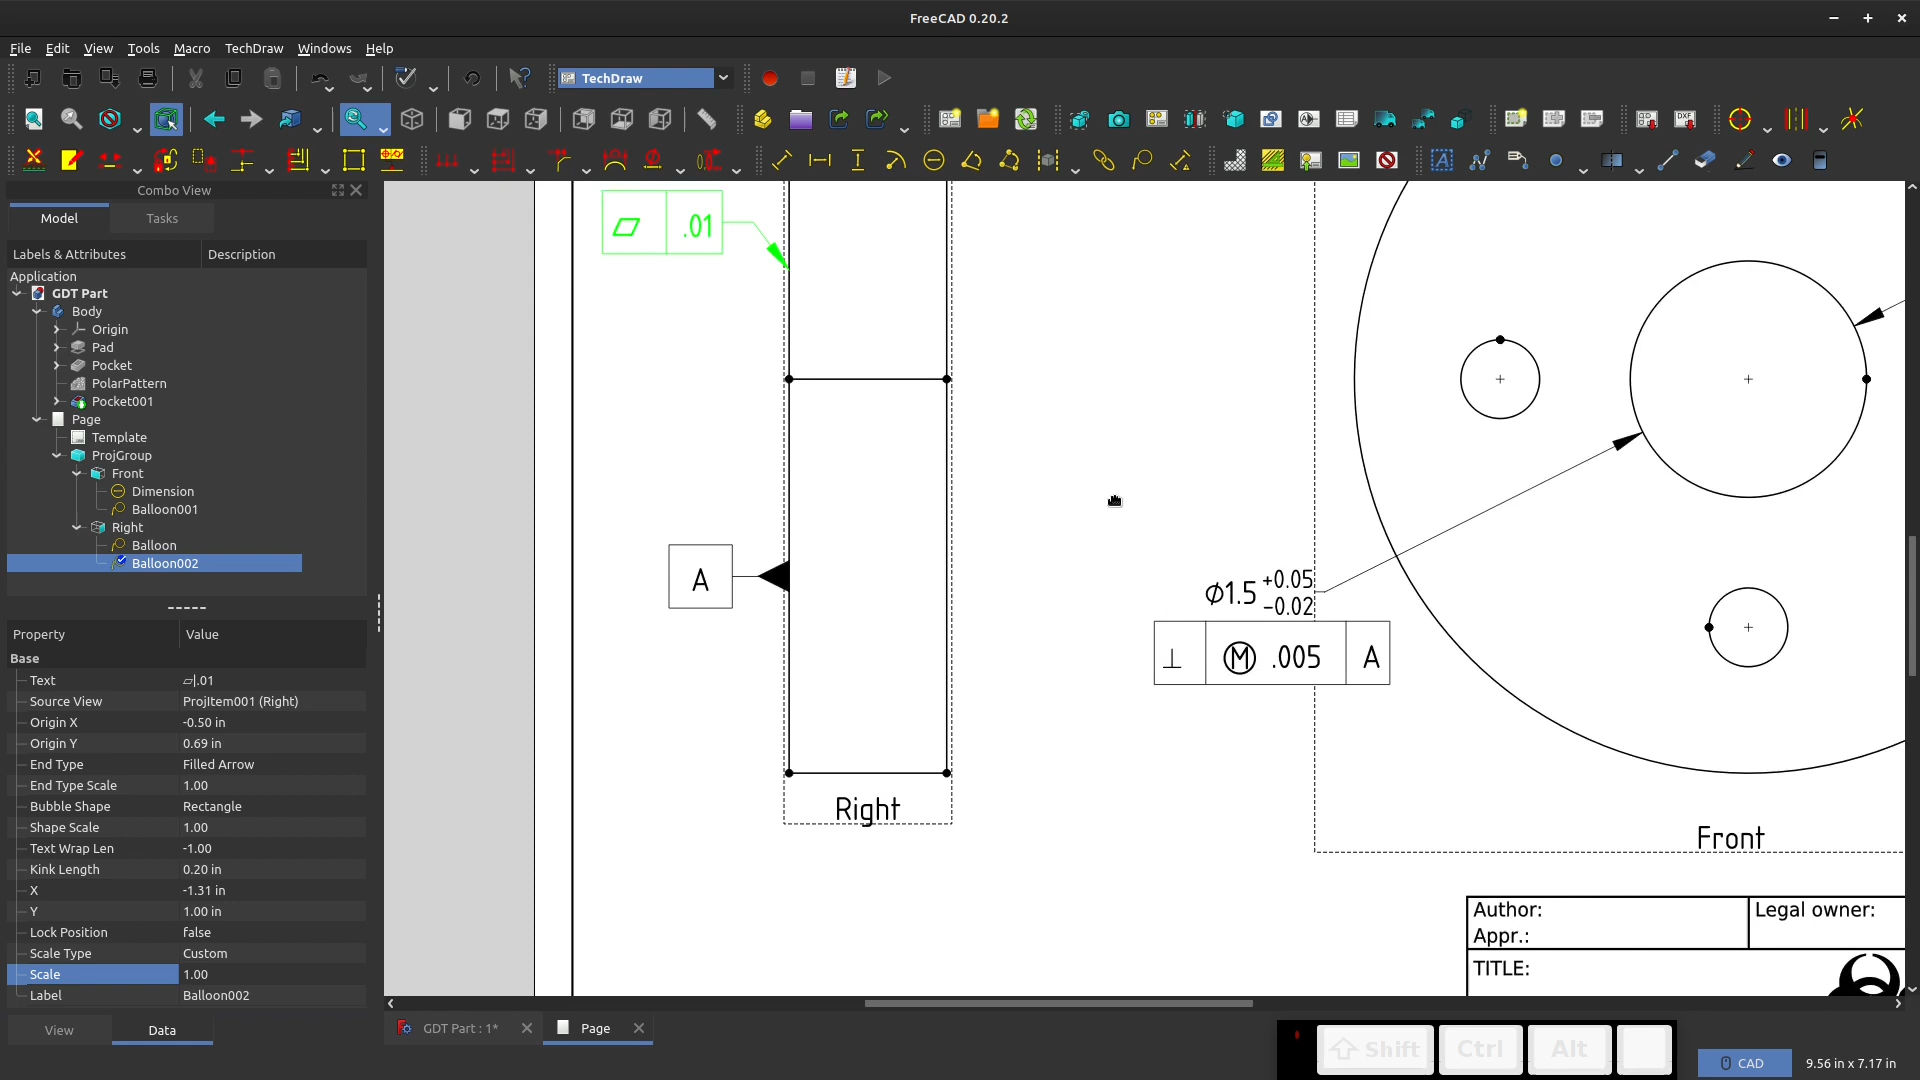 FreeCAD 0.20.2
File Edit View Tools Macro TechDraw Windows Help
TechDraw
DXF
Combo View
Model Tasks
Labels & Attributes Description
Application
GDT Part
Body
Origin
Pad
Pocket
PolarPattern
Pocket001
Page
Template
ProjGroup
Front
Dimension
Balloon001
Right
Balloon
Balloon002
Property Value
Base
Text ▱|.01
Source View ProjItem001 (Right)
Origin X -0.50 in
Origin Y 0.69 in
End Type Filled Arrow
End Type Scale 1.00
Bubble Shape Rectangle
Shape Scale 1.00
Text Wrap Len -1.00
Kink Length 0.20 in
X -1.31 in
Y 1.00 in
Lock Position false
Scale Type Custom
Scale 1.00
Label Balloon002
View Data
▱ .01
A
∅1.5 +0.05
-0.02
⊥ Ⓜ .005 A
Right
Front
Author: Legal owner:
Appr.:
TITLE:
GDT Part : 1*
Page
Shift Ctrl Alt
CAD 9.56 in x 7.17 in